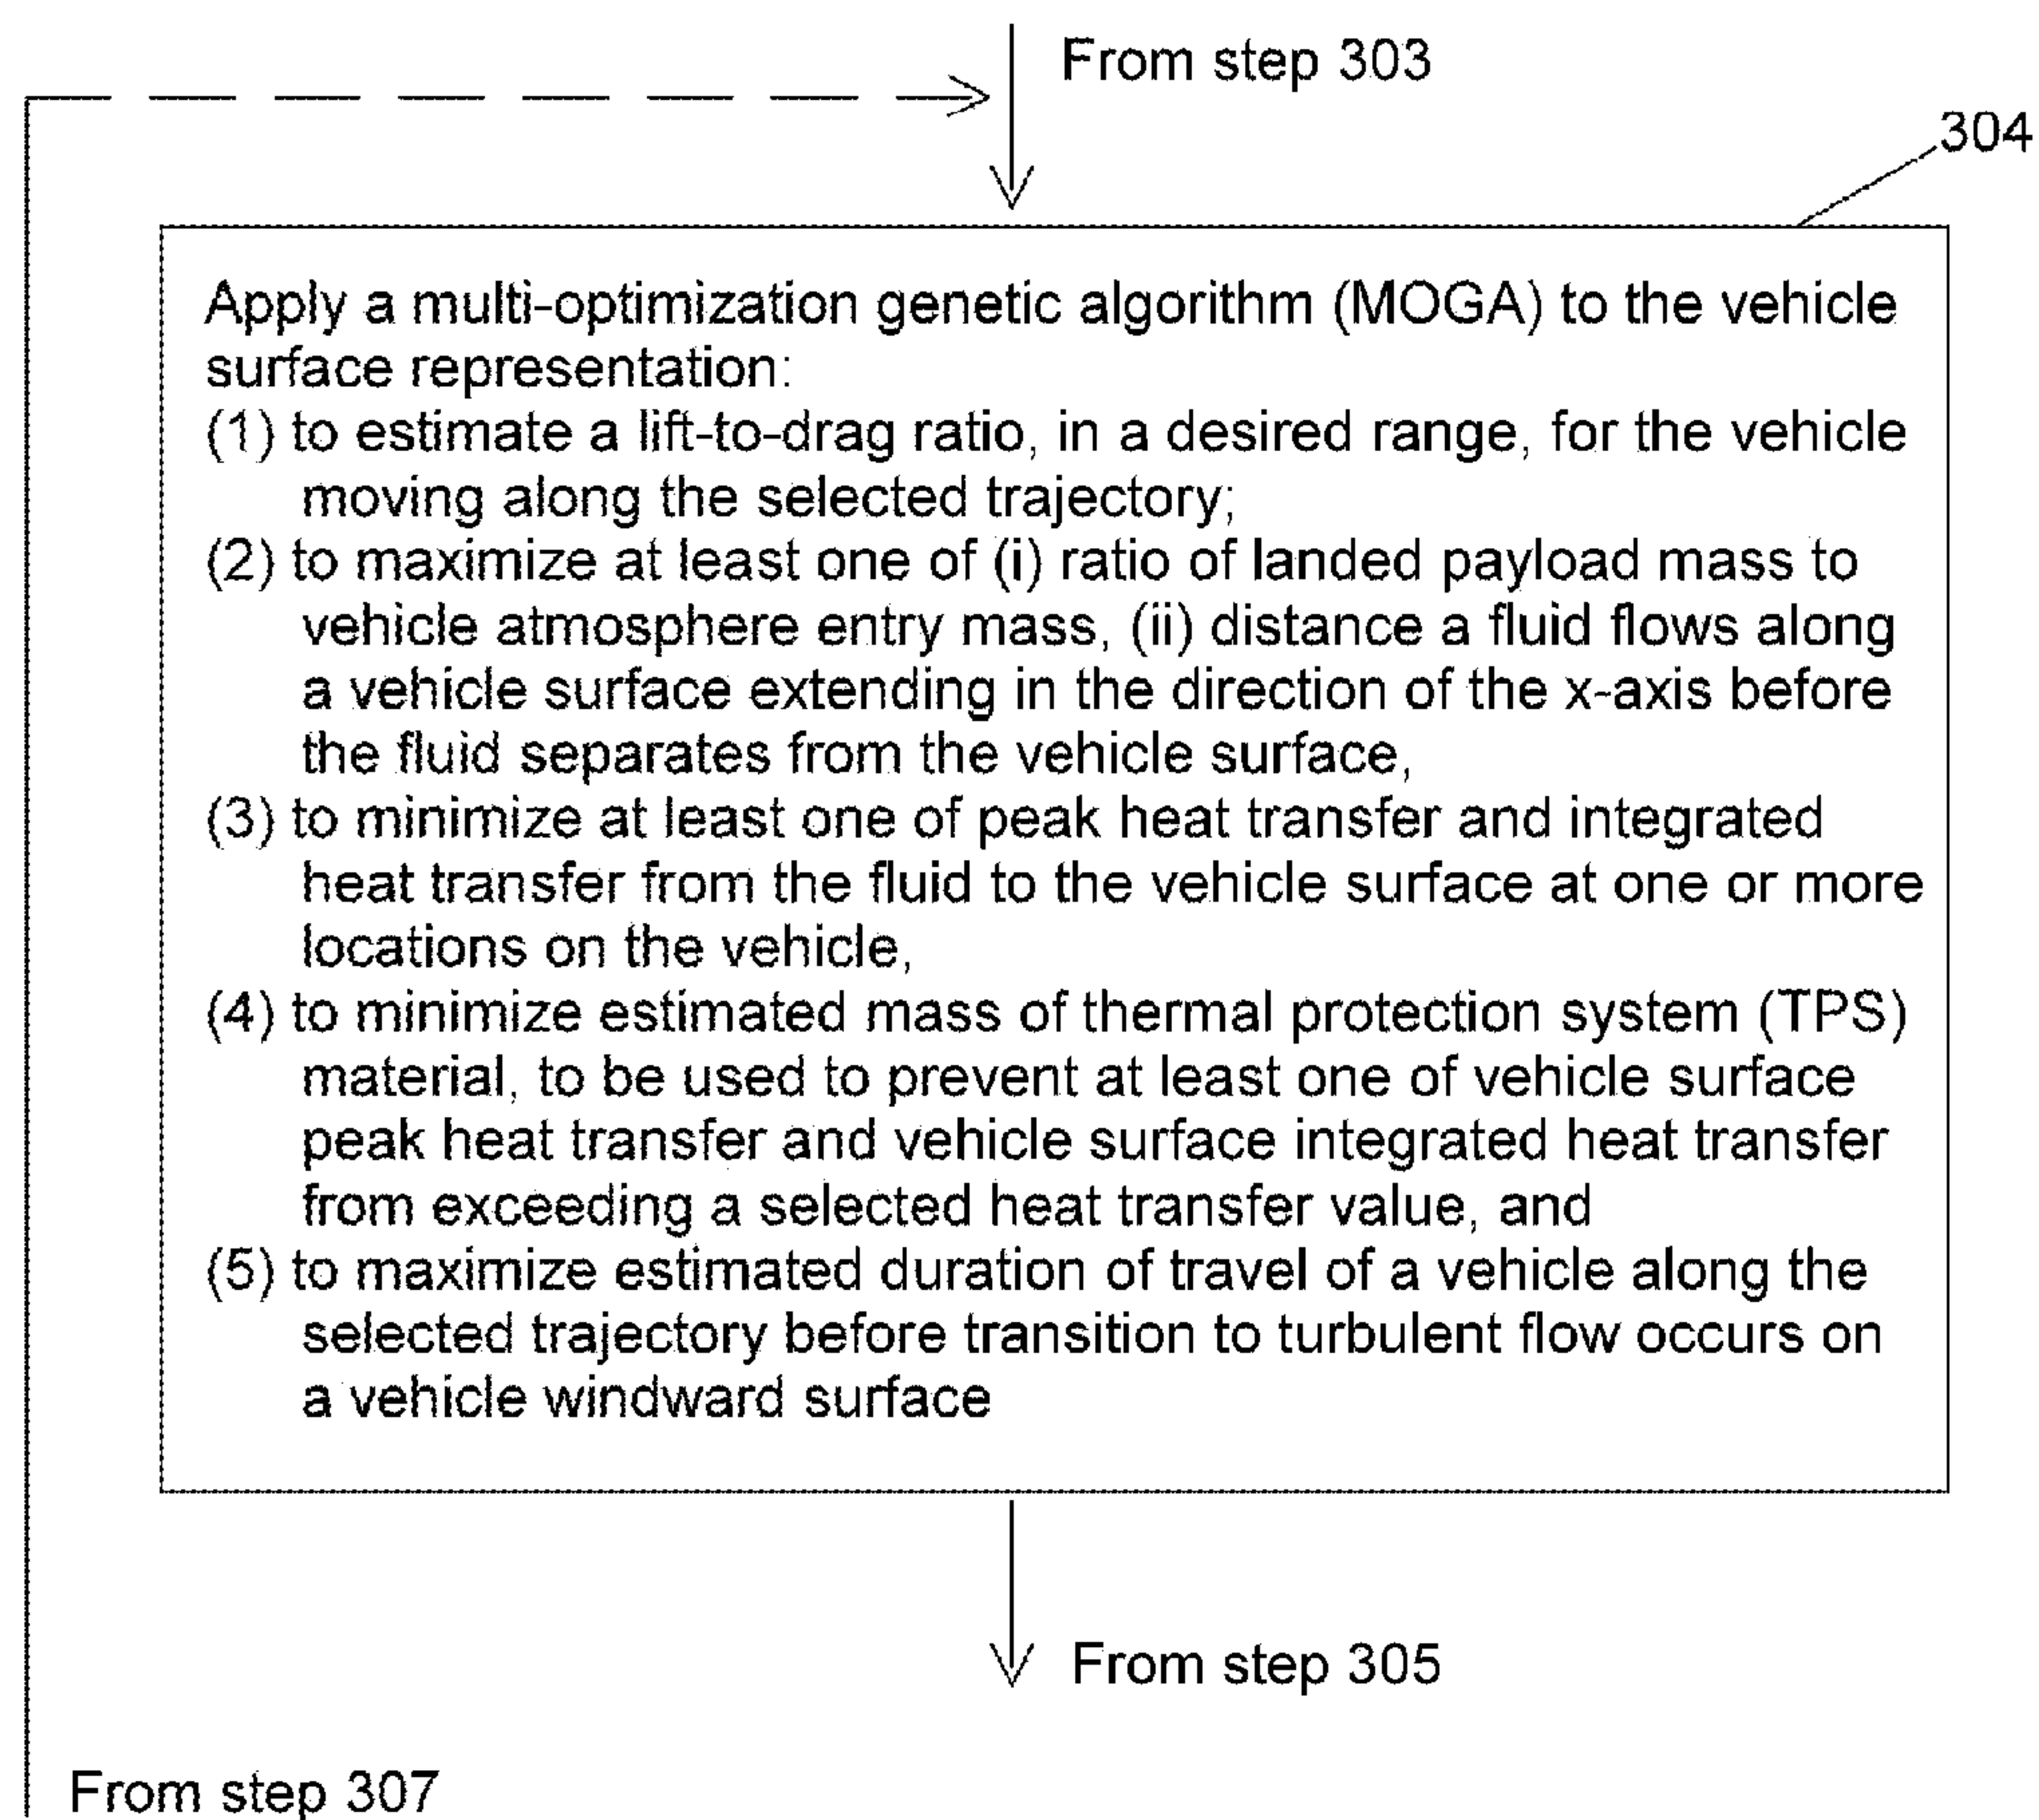 From step 303
304
Apply a multi-optimization genetic algorithm (MOGA) to the vehicle
surface representation:
(1) to estimate a lift-to-drag ratio, in a desired range, for the vehicle
moving along the selected trajectory;
(2) to maximize at least one of (i) ratio of landed payload mass to
vehicle atmosphere entry mass, (ii) distance a fluid flows along
a vehicle surface extending in the direction of the x-axis before
the fluid separates from the vehicle surface,
(3) to minimize at least one of peak heat transfer and integrated
heat transfer from the fluid to the vehicle surface at one or more
locations on the vehicle,
(4) to minimize estimated mass of thermal protection system (TPS)
material, to be used to prevent at least one of vehicle surface
peak heat transfer and vehicle surface integrated heat transfer
from exceeding a selected heat transfer value, and
(5) to maximize estimated duration of travel of a vehicle along the
selected trajectory before transition to turbulent flow occurs on
a vehicle windward surface
From step 305
From step 307